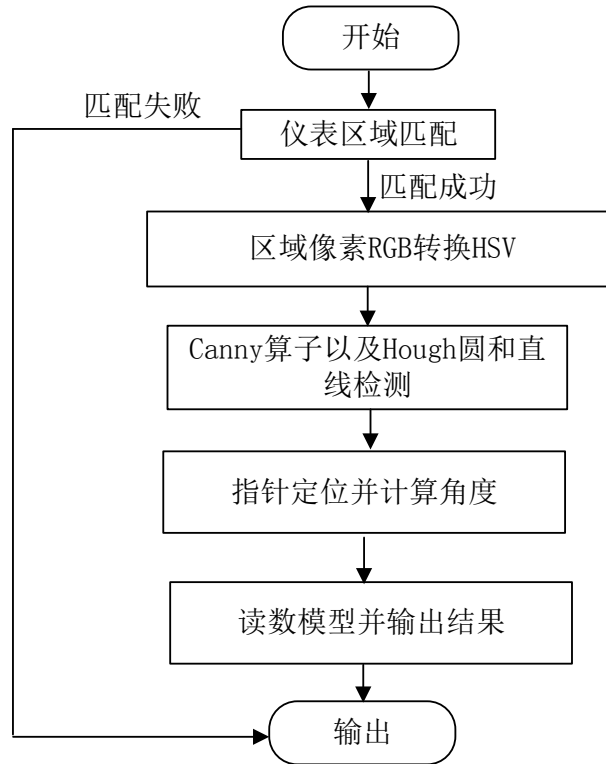 开始
匹配失败
仪表区域匹配
匹配成功
区域像素RGB转换HSV
Canny算子以及Hough圆和直
线检测
指针定位并计算角度
读数模型并输出结果
输出